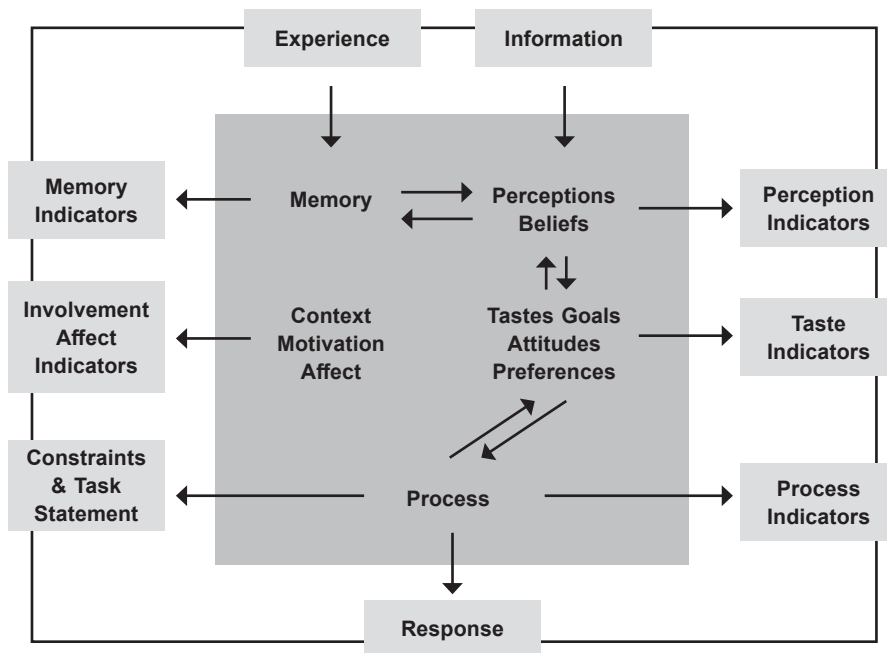 Experience
Information
Memory
Indicators
Memory
Perceptions
Beliefs
Perception
Indicators
Involvement
Affect
Indicators
Context
Motivation
Affect
Tastes Goals
Attitudes
Preferences
Taste
Indicators
Constraints
& Task
Statement
Process
Process
Indicators
Response